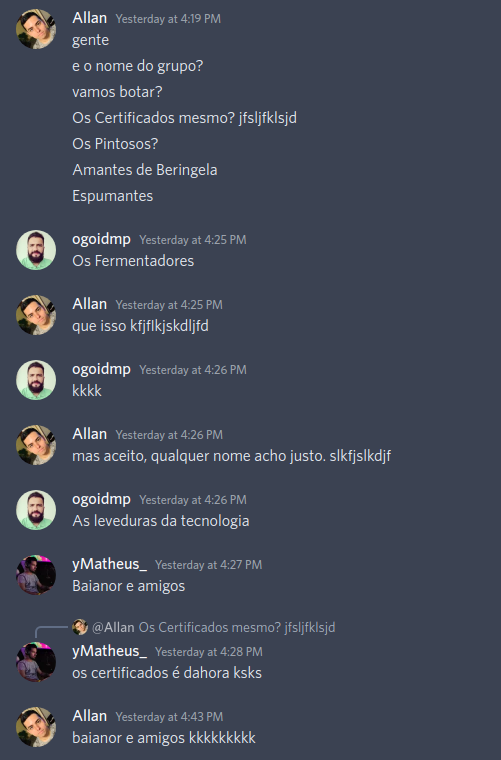 Allan Yesterday at 4:19 PM
gente
e o nome do grupo?
vamos botar?
Os Certificados mesmo? jfsljfklsjd
Os Pintosos?
Amantes de Beringela
Espumantes
ogoidmp Yesterday at 4:25 PM
Os Fermentadores
Allan Yesterday at 4:25 PM
que isso kfjflkjskdljfd
ogoidmp Yesterday at 4:26 PM
kkkk
Allan Yesterday at 4:26 PM
mas aceito, qualquer nome acho justo. slkfjslkdjf
ogoidmp Yesterday at 4:26 PM
As leveduras da tecnologia
yMatheus_ Yesterday at 4:27 PM
Baianor e amigos
@Allan Os Certificados mesmo? jfsljfklsjd
yMatheus_ Yesterday at 4:28 PM
os certificados é dahora ksks
Allan Yesterday at 4:43 PM
baianor e amigos kkkkkkkkk